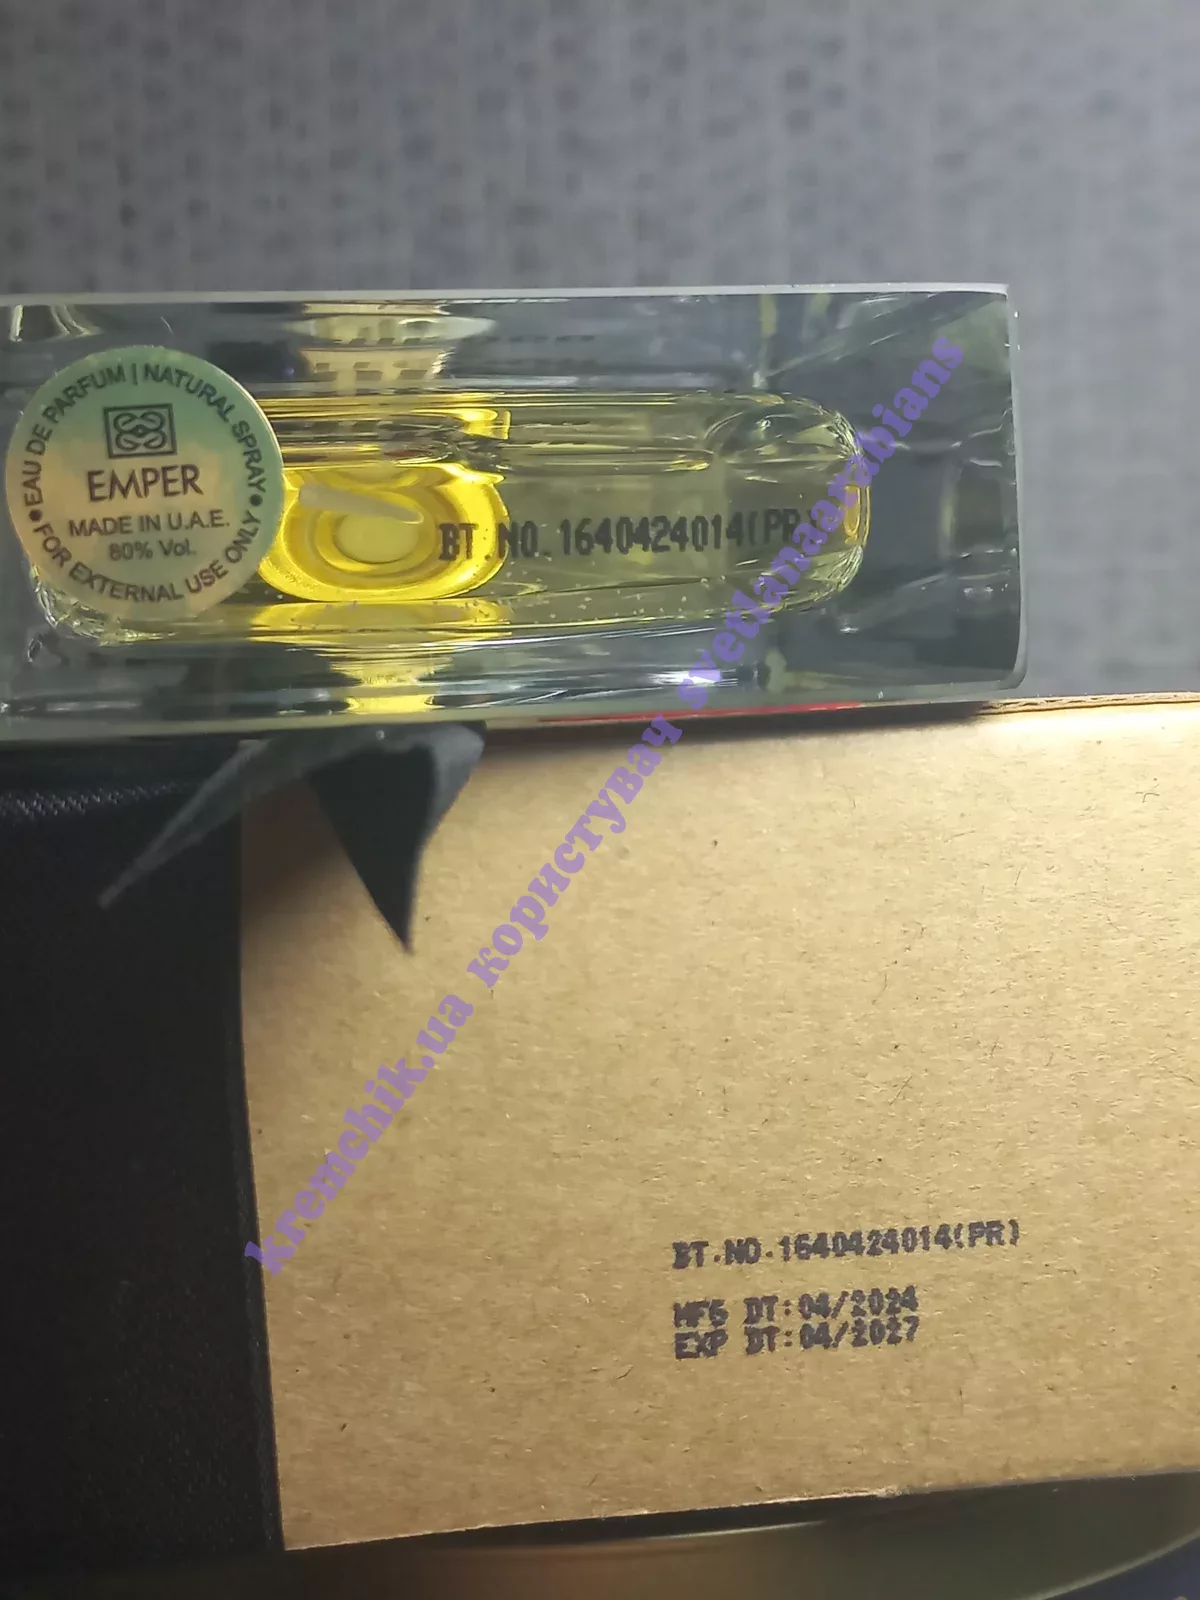 EAU DE PARFUM | NATURAL SPRAY
EMPER
MADE IN U.A.E.
80% Vol.
FOR EXTERNAL USE ONLY
BT.NO.1640424014(PR)
kremchik.ua користувач svetlanaarabians
BT.NO.1640424014(PR)
MFG DT:04/2024
EXP DT:04/2027